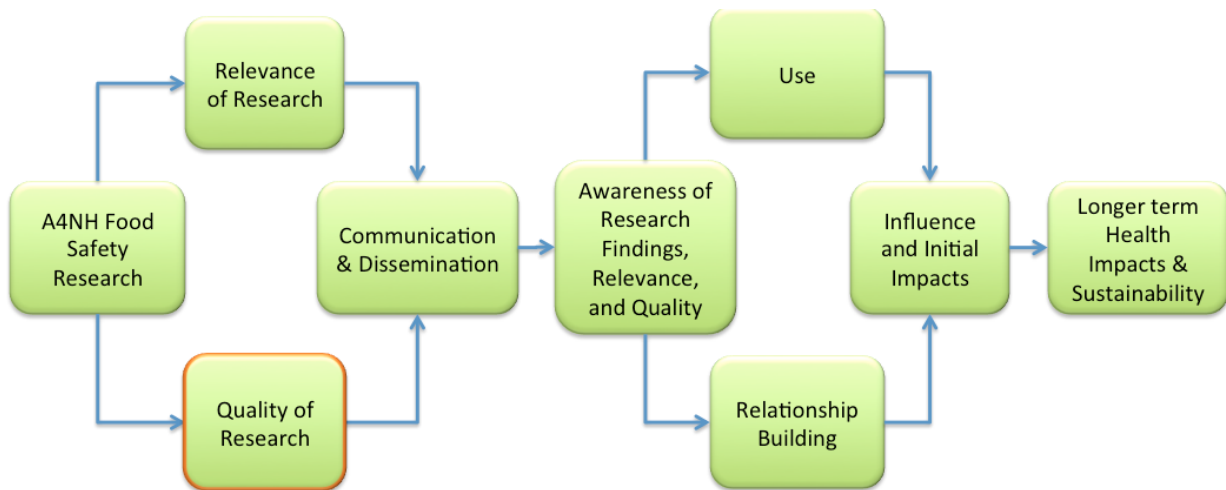 Relevance
of Research
Use
A4NH Food
Safety
Research
Communication
& Dissemination
Awareness of
Research
Findings,
Relevance,
and Quality
Influence
and Initial
Impacts
Longer term
Health
Impacts &
Sustainability
Quality of
Research
Relationship
Building